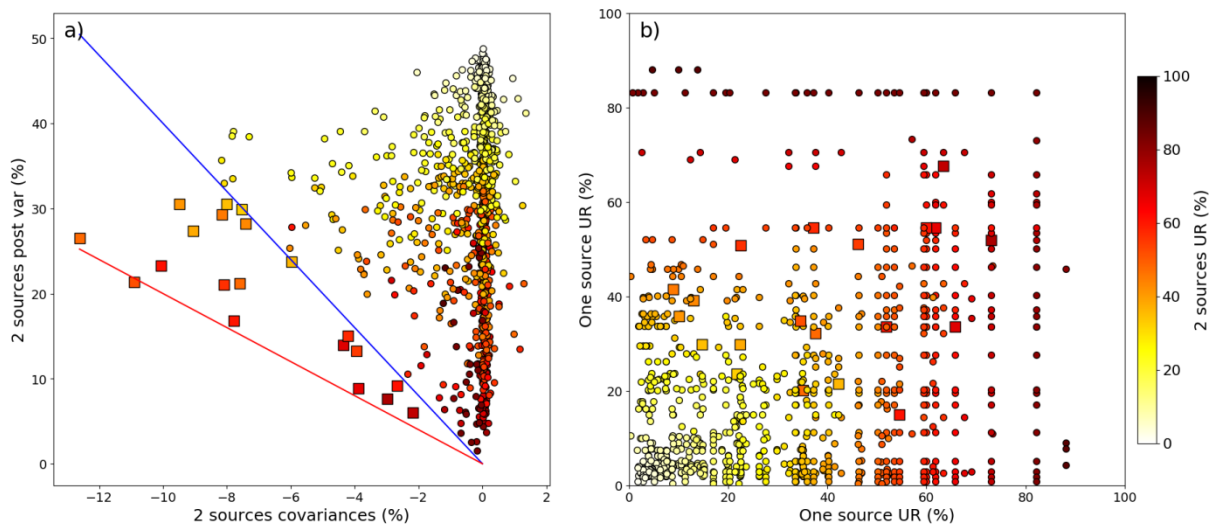 a)
2 sources post var (%)
50
40
30
20
10
0
−12 −10 −8 −6 −4 −2 0 2
2 sources covariances (%)
b)
One source UR (%)
100
80
60
40
20
0
0 20 40 60 80 100
One source UR (%)
100
80
60
40
20
0
2 sources UR (%)